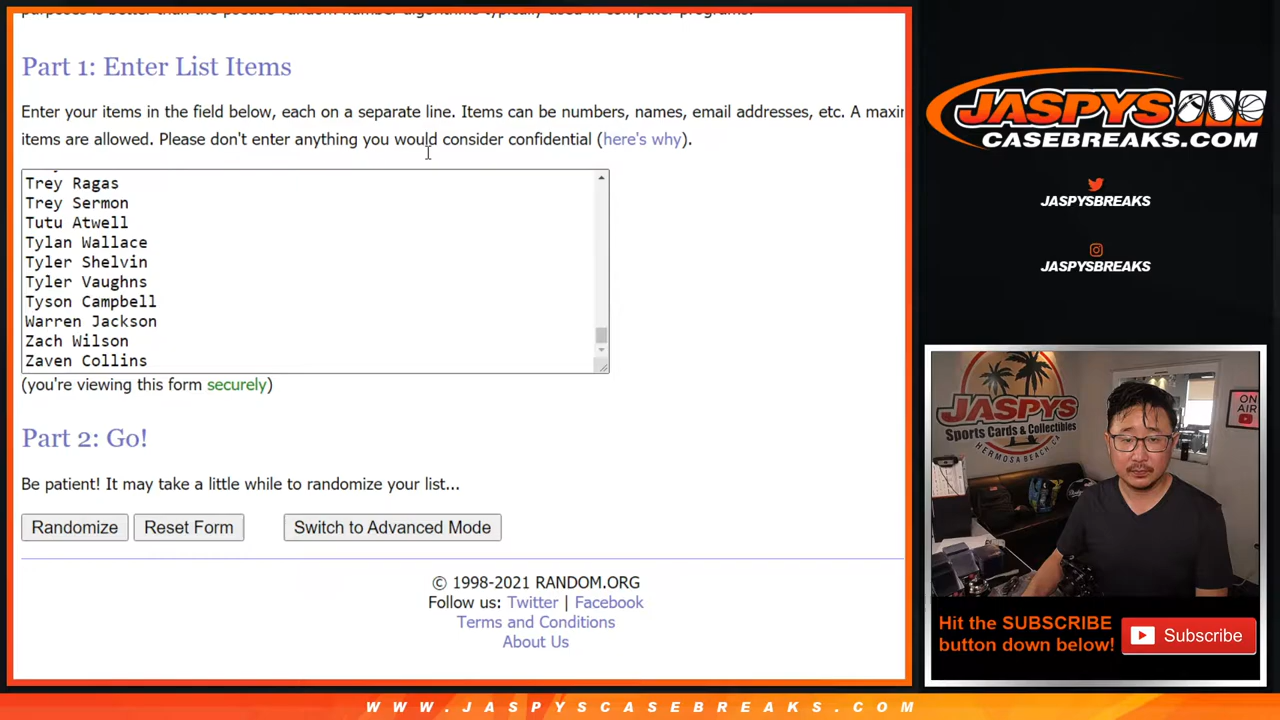 Part 1: Enter List Items
Enter your items in the field below, each on a separate line. Items can be numbers, names, email addresses, etc. A maxin
items are allowed. Please don't enter anything you would consider confidential (here's why).
Trey Ragas
Trey Sermon
Tutu Atwell
Tylan Wallace
Tyler Shelvin
Tyler Vaughns
Tyson Campbell
Warren Jackson
Zach Wilson
Zaven Collins
(you're viewing this form securely)
Part 2: Go!
Be patient! It may take a little while to randomize your list...
Randomize
Reset Form
Switch to Advanced Mode
© 1998-2021 RANDOM.ORG
Follow us: Twitter | Facebook
Terms and Conditions
About Us
JASPYS
CASEBREAKS.COM
JASPYSBREAKS
JASPYSBREAKS
JASPYS
Sports Cards & Collectibles
HERMOSA BEACH CA
ON
AIR
Hit the SUBSCRIBE
button down below!
Subscribe
WWW.JASPYSCASEBREAKS.COM